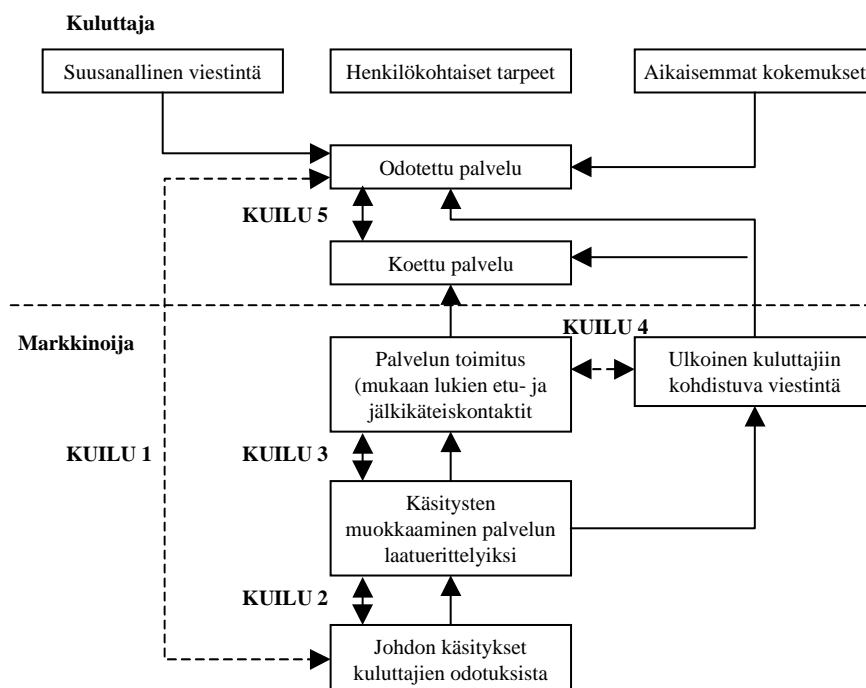 Kuluttaja
Suusanallinen viestintä
Henkilökohtaiset tarpeet
Aikaisemmat kokemukset
Odotettu palvelu
KUILU 5
Koettu palvelu
KUILU 4
Markkinoija
Palvelun toimitus
(mukaan lukien etu- ja
jälkikäteiskontaktit
Ulkoinen kuluttajiin
kohdistuva viestintä
KUILU 1
KUILU 3
Käsitysten
muokkaaminen palvelun
laatuerittelyiksi
KUILU 2
Johdon käsitykset
kuluttajien odotuksista